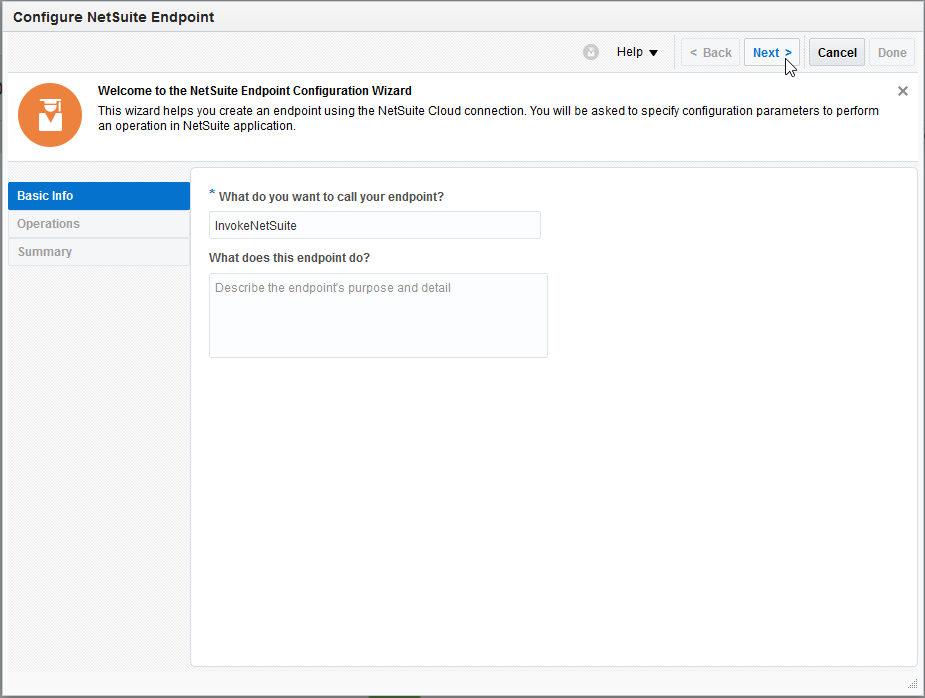 Configure NetSuite Endpoint
Help
< Back
Next >
Cancel
Done
Welcome to the NetSuite Endpoint Configuration Wizard
This wizard helps you create an endpoint using the NetSuite Cloud connection. You will be asked to specify configuration parameters to perform
an operation in NetSuite application.
Basic Info
Operations
Summary
* What do you want to call your endpoint?
InvokeNetSuite
What does this endpoint do?
Describe the endpoint's purpose and detail